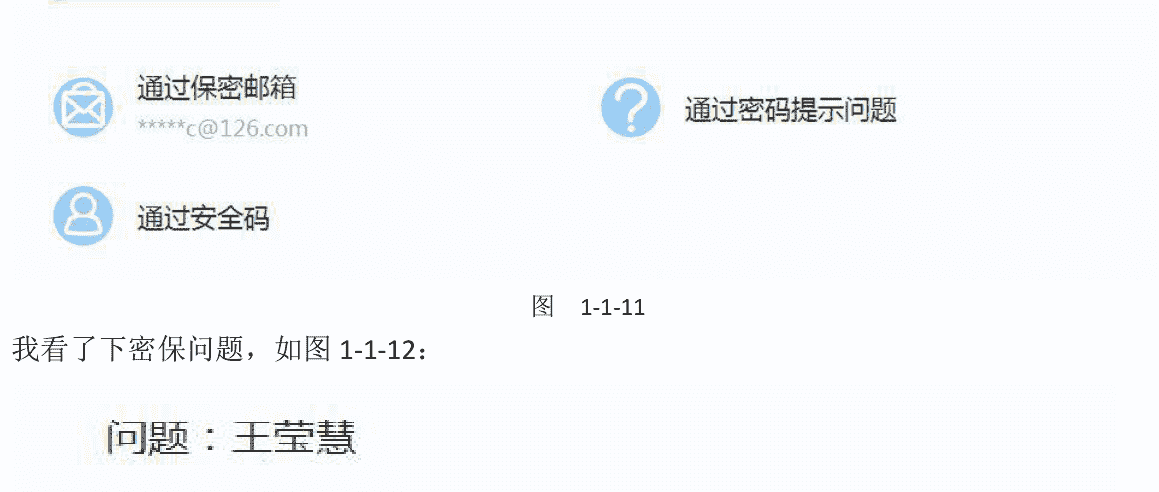 通过保密邮箱
*****c@126.com
通过密码提示问题
通过安全码
图 1-1-11
我看了下密保问题，如图 1-1-12：
问题：王莹慧